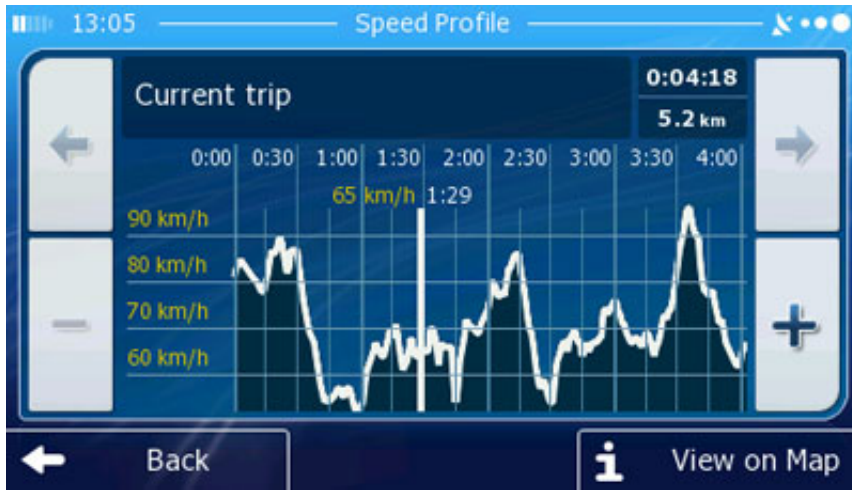 13:05 Speed Profile
Current trip
0:04:18
5.2 km
0:00 0:30 1:00 1:30 2:00 2:30 3:00 3:30 4:00
65 km/h 1:29
90 km/h
80 km/h
70 km/h
60 km/h
Back
View on Map